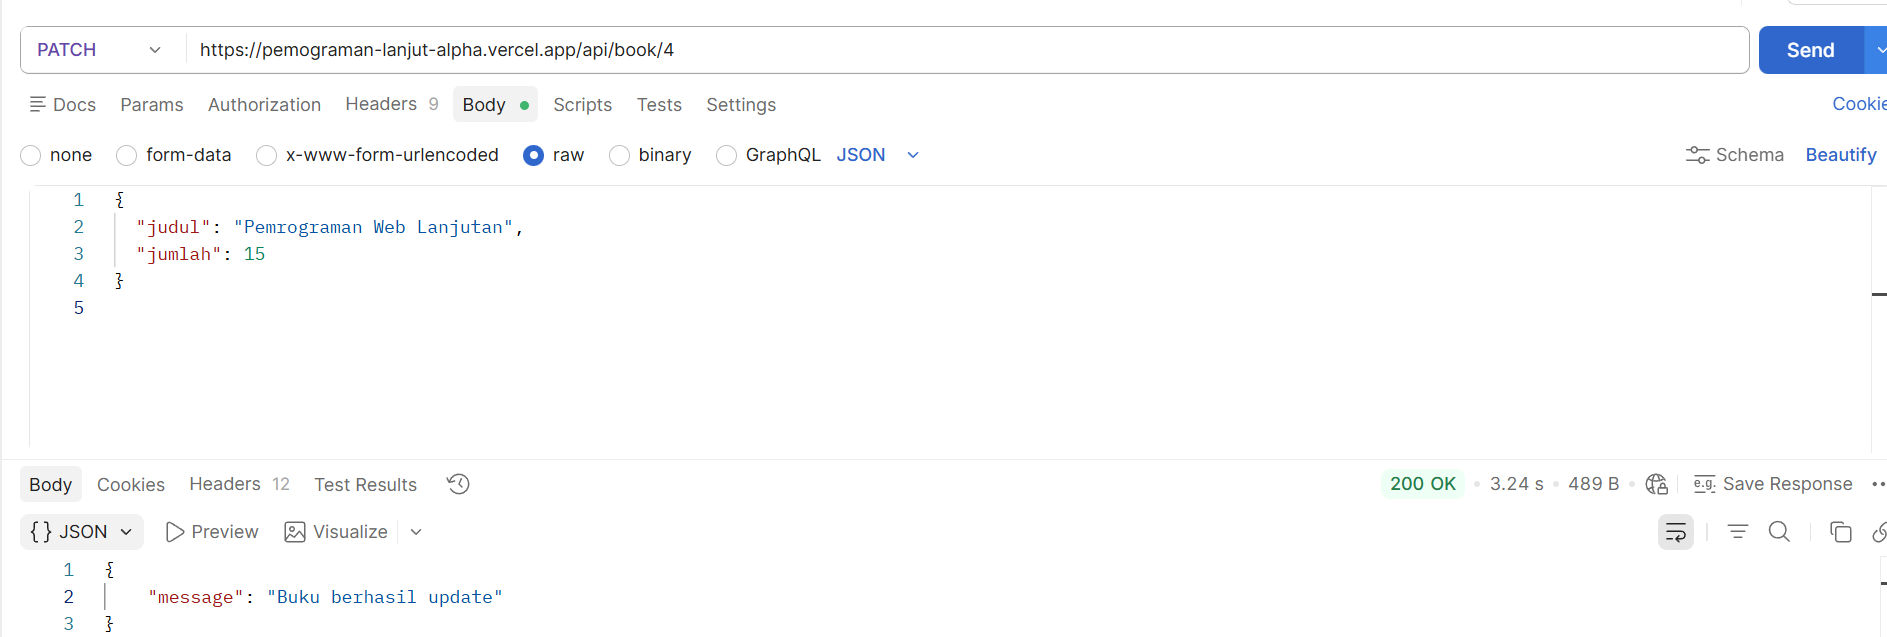 PATCH https://pemograman-lanjut-alpha.vercel.app/api/book/4 Send
Docs Params Authorization Headers 9 Body Scripts Tests Settings Cookie
none form-data x-www-form-urlencoded raw binary GraphQL JSON Schema Beautify
1 {
2 "judul": "Pemrograman Web Lanjutan",
3 "jumlah": 15
4 }
5
Body Cookies Headers 12 Test Results 200 OK • 3.24 s • 489 B • e.g. Save Response
{} JSON Preview Visualize
1 {
2 "message": "Buku berhasil update"
3 }